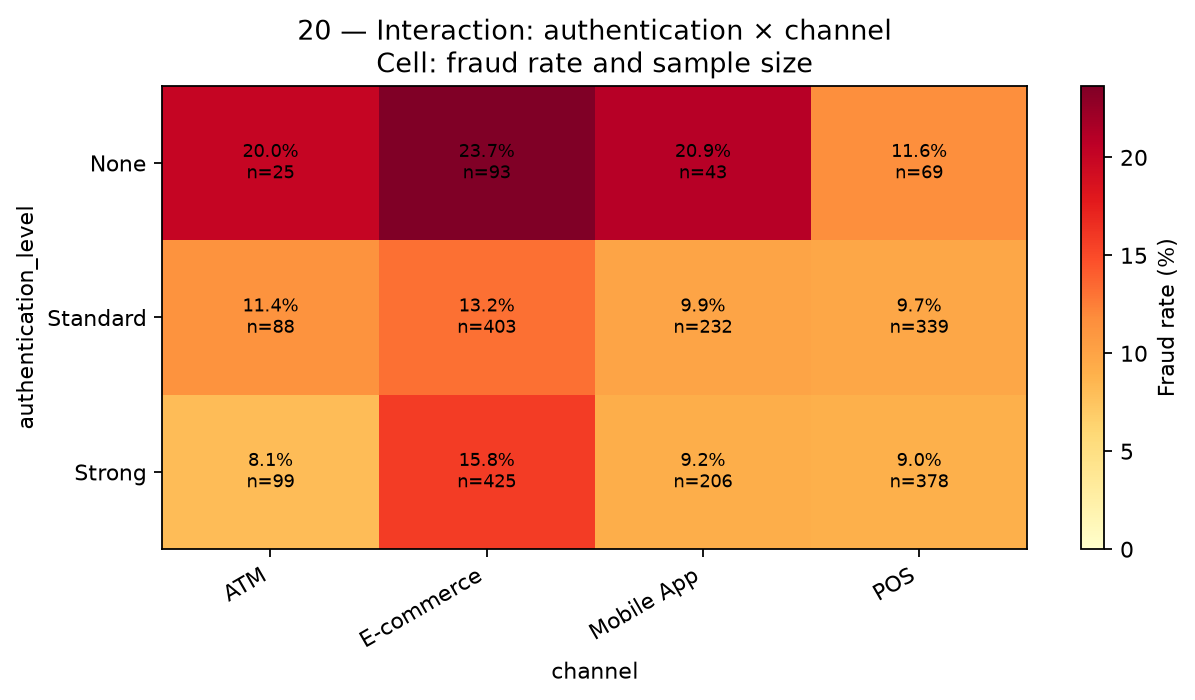 20 — Interaction: authentication × channel
Cell: fraud rate and sample size
authentication_level
None
20.0%
n=25
23.7%
n=93
20.9%
n=43
11.6%
n=69
Standard
11.4%
n=88
13.2%
n=403
9.9%
n=232
9.7%
n=339
Strong
8.1%
n=99
15.8%
n=425
9.2%
n=206
9.0%
n=378
ATM
E-commerce
Mobile App
POS
channel
20
15
10
5
0
Fraud rate (%)